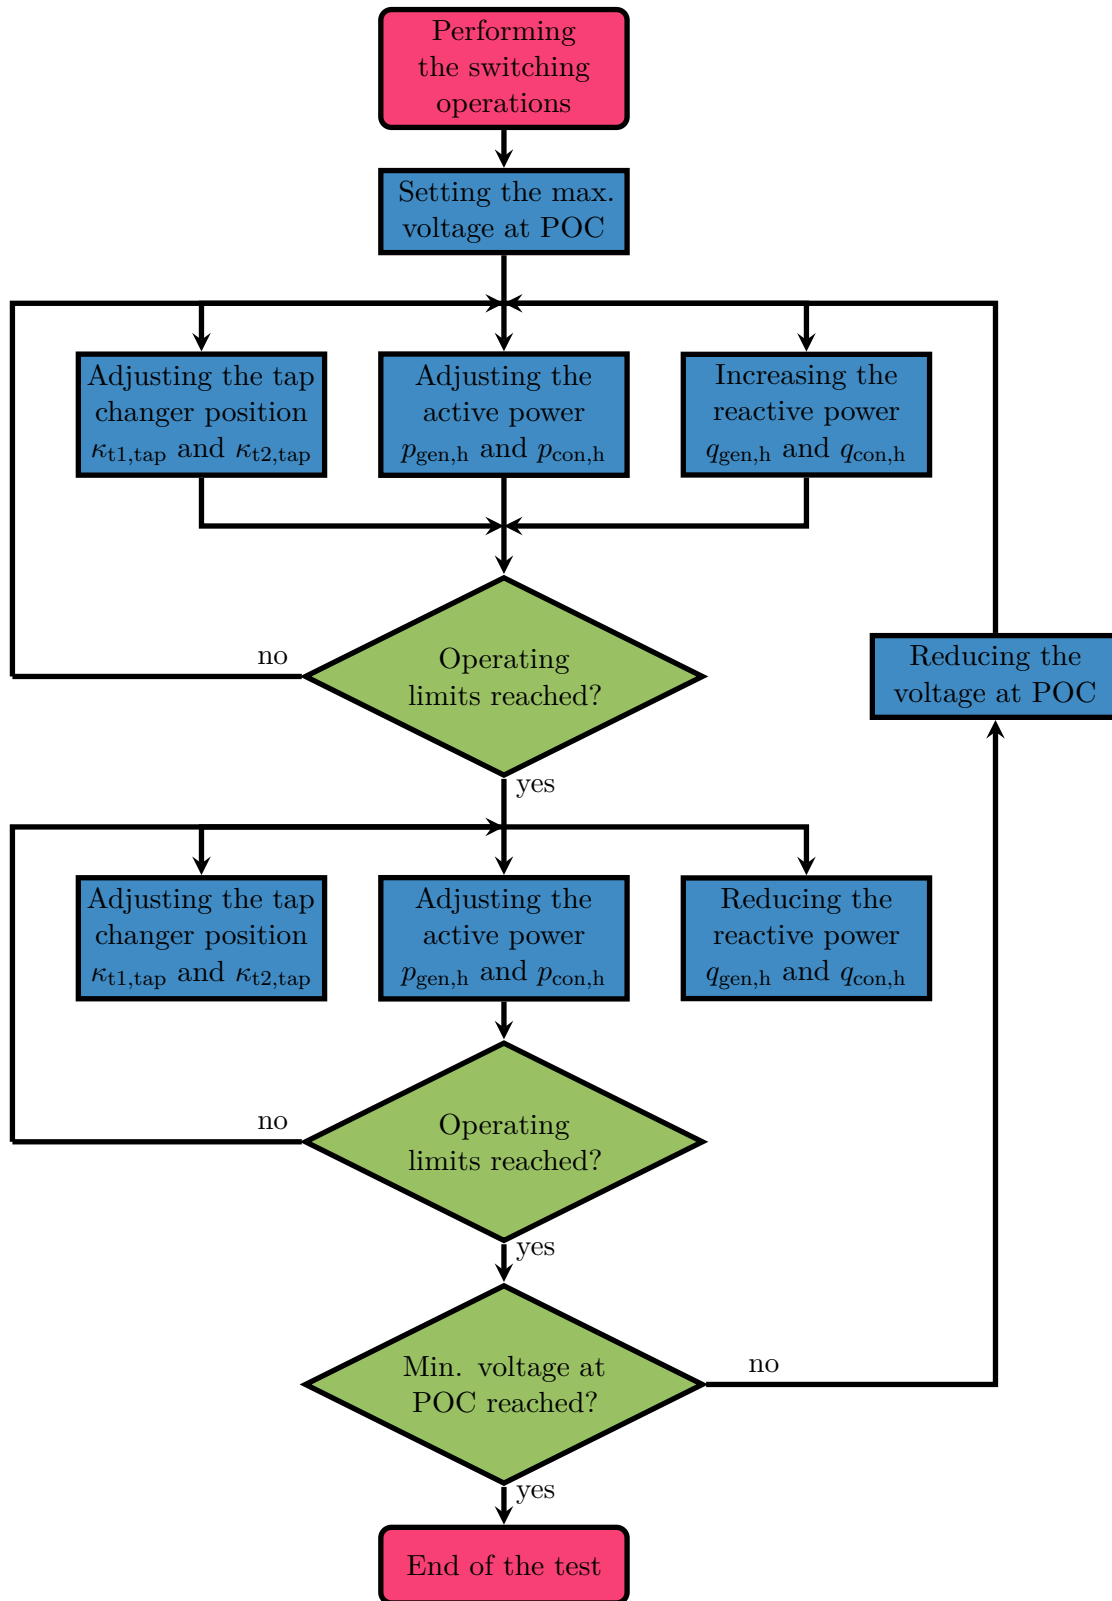 Performing
the switching
operations
Setting the max.
voltage at POC
Adjusting the tap
changer position
κt1,tap and κt2,tap
Adjusting the
active power
pgen,h and pcon,h
Increasing the
reactive power
qgen,h and qcon,h
no
Operating
limits reached?
Reducing the
voltage at POC
yes
Adjusting the tap
changer position
κt1,tap and κt2,tap
Adjusting the
active power
pgen,h and pcon,h
Reducing the
reactive power
qgen,h and qcon,h
no
Operating
limits reached?
yes
Min. voltage at
POC reached?
no
yes
End of the test